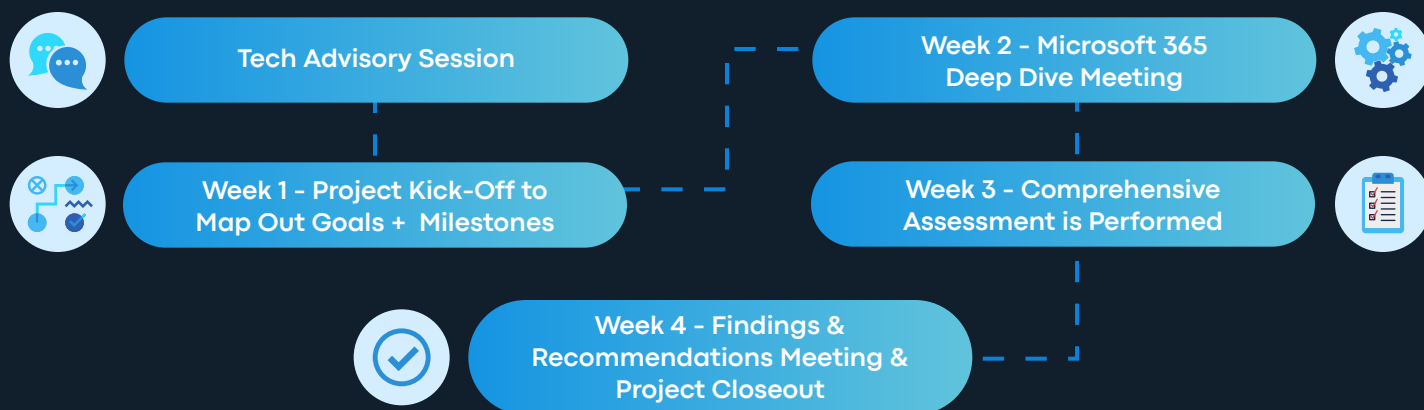 Tech Advisory Session
Week 1 - Project Kick-Off to
Map Out Goals + Milestones
Week 2 - Microsoft 365
Deep Dive Meeting
Week 3 - Comprehensive
Assessment is Performed
Week 4 - Findings &
Recommendations Meeting &
Project Closeout